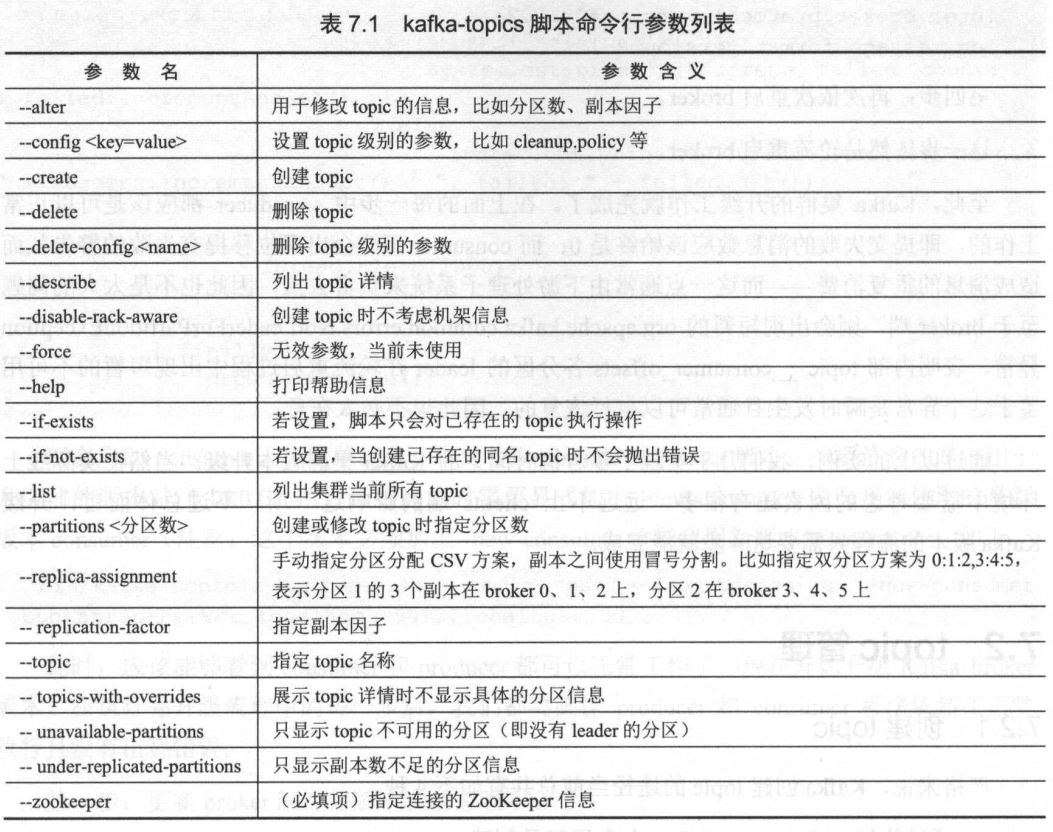 表 7.1 kafka-topics 脚本命令行参数列表
参 数 名 参 数 含 义
--alter 用于修改 topic 的信息，比如分区数、副本因子
--config <key=value> 设置 topic 级别的参数，比如 cleanup.policy 等
--create 创建 topic
--delete 删除 topic
--delete-config <name> 删除 topic 级别的参数
--describe 列出 topic 详情
--disable-rack-aware 创建 topic 时不考虑机架信息
--force 无效参数，当前未使用
--help 打印帮助信息
--if-exists 若设置，脚本只会对已存在的 topic 执行操作
--if-not-exists 若设置，当创建已存在的同名 topic 时不会抛出错误
--list 列出集群当前所有 topic
--partitions <分区数> 创建或修改 topic 时指定分区数
--replica-assignment 手动指定分区分配 CSV 方案，副本之间使用冒号分割。比如指定双分区方案为 0:1:2,3:4:5，
表示分区 1 的 3 个副本在 broker 0、1、2 上，分区 2 在 broker 3、4、5 上
-- replication-factor 指定副本因子
--topic 指定 topic 名称
-- topics-with-overrides 展示 topic 详情时不显示具体的分区信息
-- unavailable-partitions 只显示 topic 不可用的分区（即没有 leader 的分区）
-- under-replicated-partitions 只显示副本数不足的分区信息
--zookeeper （必填项）指定连接的 ZooKeeper 信息